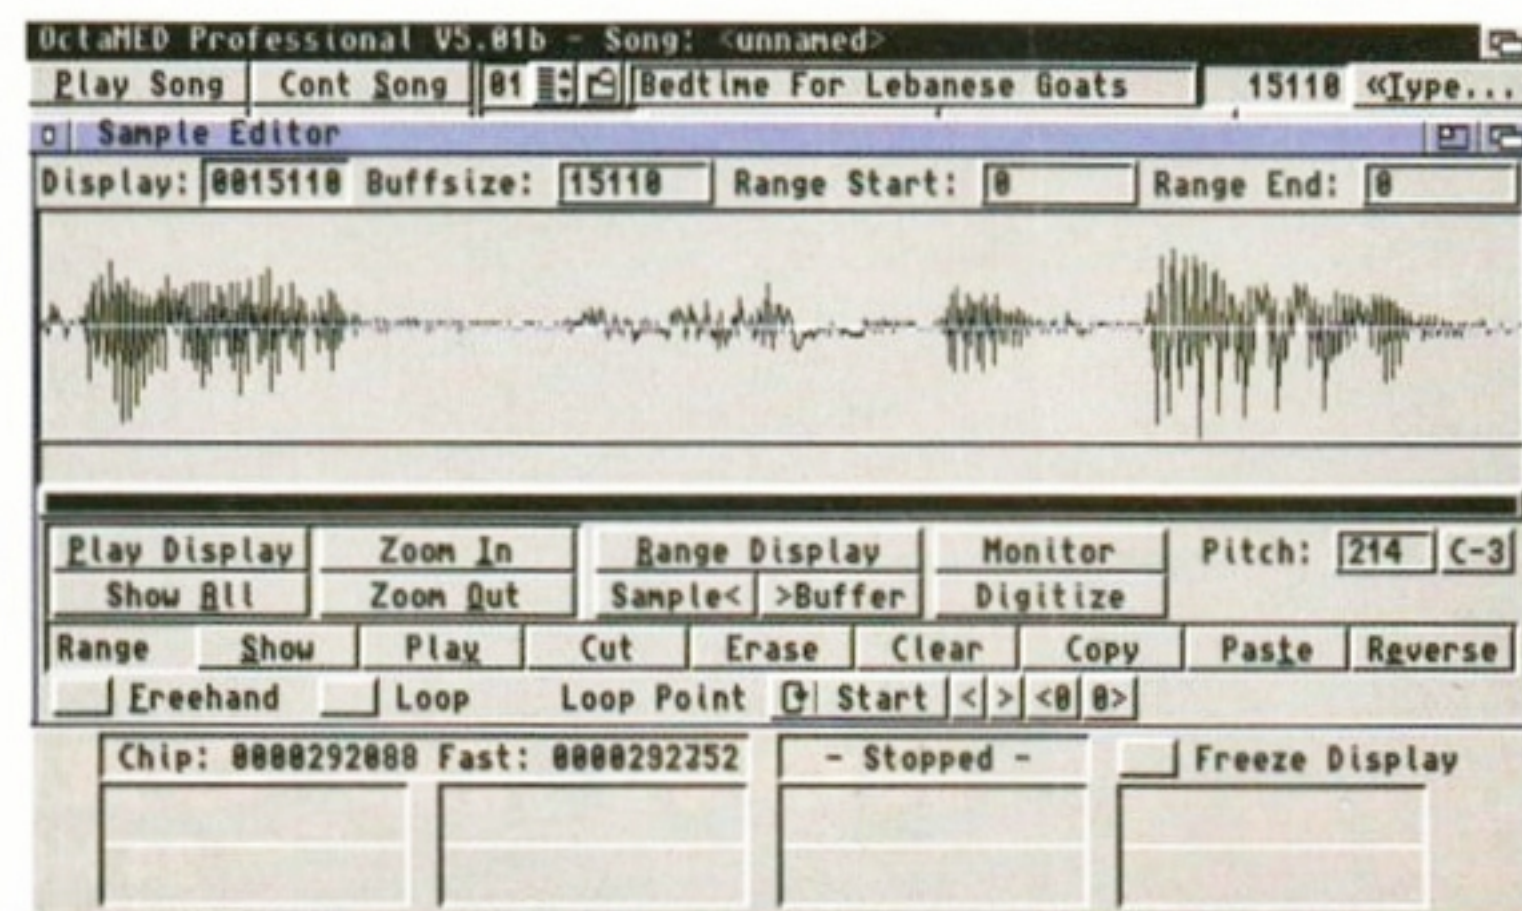 OctaMED Professional V5.01b - Song: <unnamed>
Play Song Cont Song 01 Bedtime For Lebanese Goats 15110 «Type...
Sample Editor
Display: 0015110 Buffsize: 15110 Range Start: 0 Range End: 0
Play Display Zoom In Range Display Monitor Pitch: 214 C-3
Show All Zoom Out Sample< >Buffer Digitize
Range Show Play Cut Erase Clear Copy Paste Reverse
Freehand Loop Loop Point Start < > <0 0>
Chip: 0000292088 Fast: 0000292352 - Stopped - Freeze Display